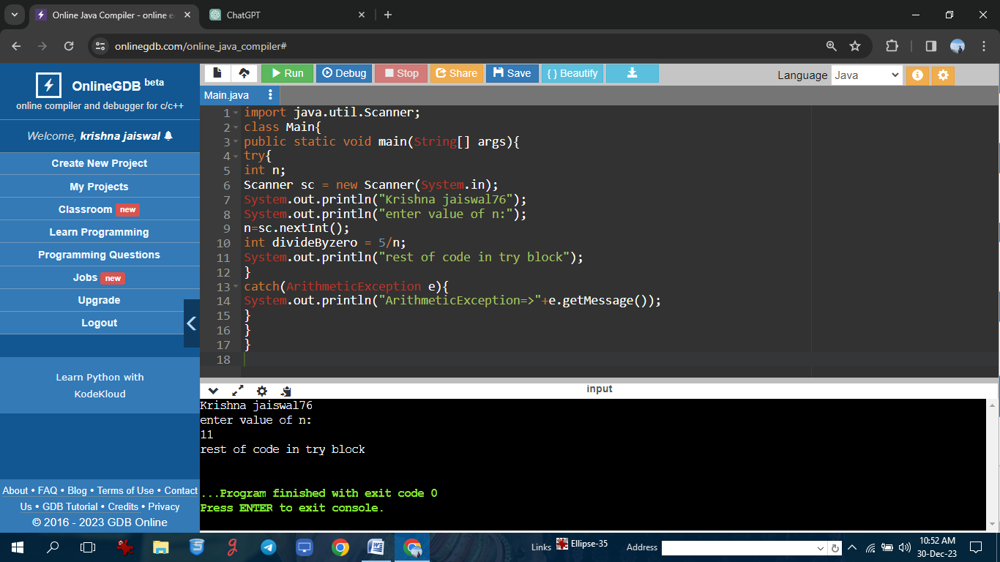 Online Java Compiler - online e
ChatGPT
onlinegdb.com/online_java_compiler#
OnlineGDB beta
online compiler and debugger for c/c++
Welcome, krishna jaiswal
Create New Project
My Projects
Classroom new
Learn Programming
Programming Questions
Jobs new
Upgrade
Logout
Learn Python with
KodeKloud
About • FAQ • Blog • Terms of Use • Contact
Us • GDB Tutorial • Credits • Privacy
© 2016 - 2023 GDB Online
Run Debug Stop Share Save { } Beautify
Language Java
Main.java
1 import java.util.Scanner;
2 class Main{
3 public static void main(String[] args){
4 try{
5 int n;
6 Scanner sc = new Scanner(System.in);
7 System.out.println("Krishna jaiswal76");
8 System.out.println("enter value of n:");
9 n=sc.nextInt();
10 int divideByzero = 5/n;
11 System.out.println("rest of code in try block");
12 }
13 catch(ArithmeticException e){
14 System.out.println("ArithmeticException=>"+e.getMessage());
15 }
16 }
17 }
18
input
Krishna jaiswal76
enter value of n:
11
rest of code in try block
...Program finished with exit code 0
Press ENTER to exit console.
Links Ellipse-35 Address
10:52 AM
30-Dec-23